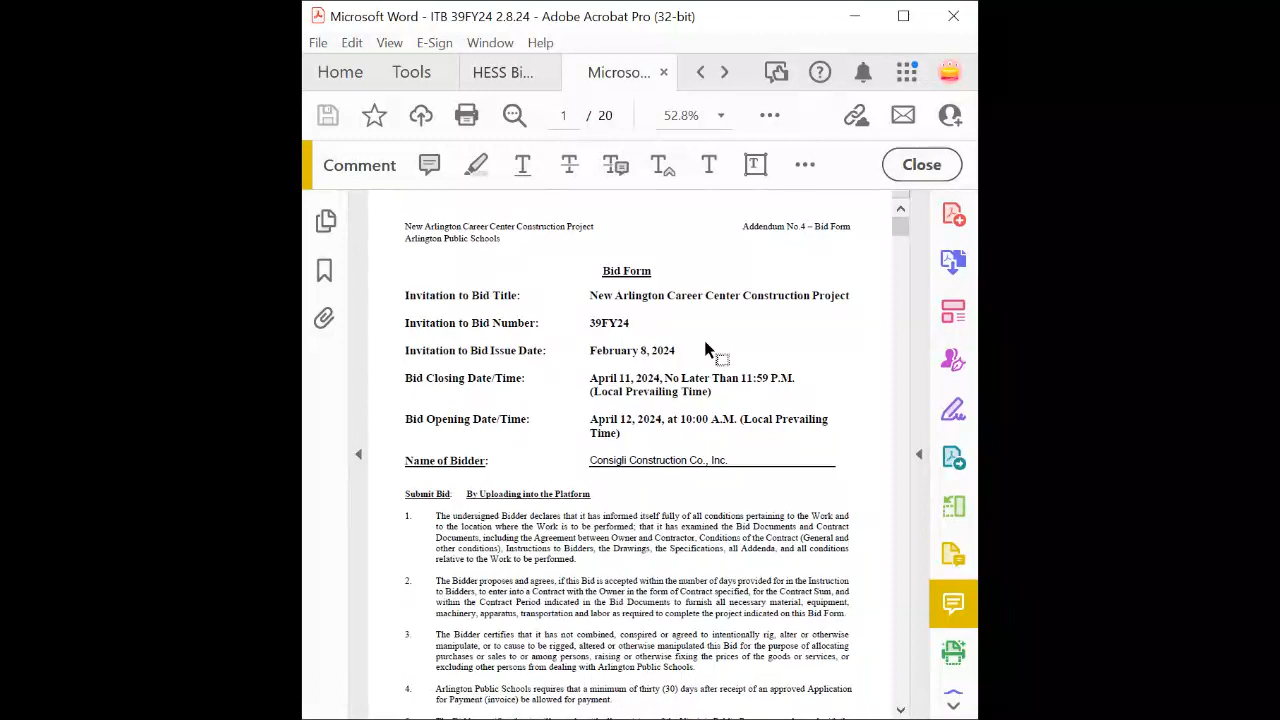 Microsoft Word - ITB 39FY24 2.8.24 - Adobe Acrobat Pro (32-bit)
File Edit View E-Sign Window Help
Home Tools HESS Bi... Microso... ×
1 / 20 52.8%
Comment Close
New Arlington Career Center Construction Project Addendum No.4 – Bid Form
Arlington Public Schools
Bid Form
Invitation to Bid Title: New Arlington Career Center Construction Project
Invitation to Bid Number: 39FY24
Invitation to Bid Issue Date: February 8, 2024
Bid Closing Date/Time: April 11, 2024, No Later Than 11:59 P.M.
(Local Prevailing Time)
Bid Opening Date/Time: April 12, 2024, at 10:00 A.M. (Local Prevailing
Time)
Name of Bidder: Consigli Construction Co., Inc.
Submit Bid: By Uploading into the Platform
1. The undersigned Bidder declares that it has informed itself fully of all conditions pertaining to the Work and
to the location where the Work is to be performed; that it has examined the Bid Documents and Contract
Documents, including the Agreement between Owner and Contractor, Conditions of the Contract (General and
other conditions), Instructions to Bidders, the Drawings, the Specifications, all Addenda, and all conditions
relative to the Work to be performed.
2. The Bidder proposes and agrees, if this Bid is accepted within the number of days provided for in the Instruction
to Bidders, to enter into a Contract with the Owner in the form of Contract specified, for the Contract Sum, and
within the Contract Period indicated in the Bid Documents to furnish all necessary material, equipment,
machinery, apparatus, transportation and labor as required to complete the project indicated on this Bid Form.
3. The Bidder certifies that it has not combined, conspired or agreed to intentionally rig, alter or otherwise
manipulate, or to cause to be rigged, altered or otherwise manipulated this Bid for the purpose of allocating
purchases or sales to or among persons, raising or otherwise fixing the prices of the goods or services, or
excluding other persons from dealing with Arlington Public Schools.
4. Arlington Public Schools requires that a minimum of thirty (30) days after receipt of an approved Application
for Payment (invoice) be allowed for payment.